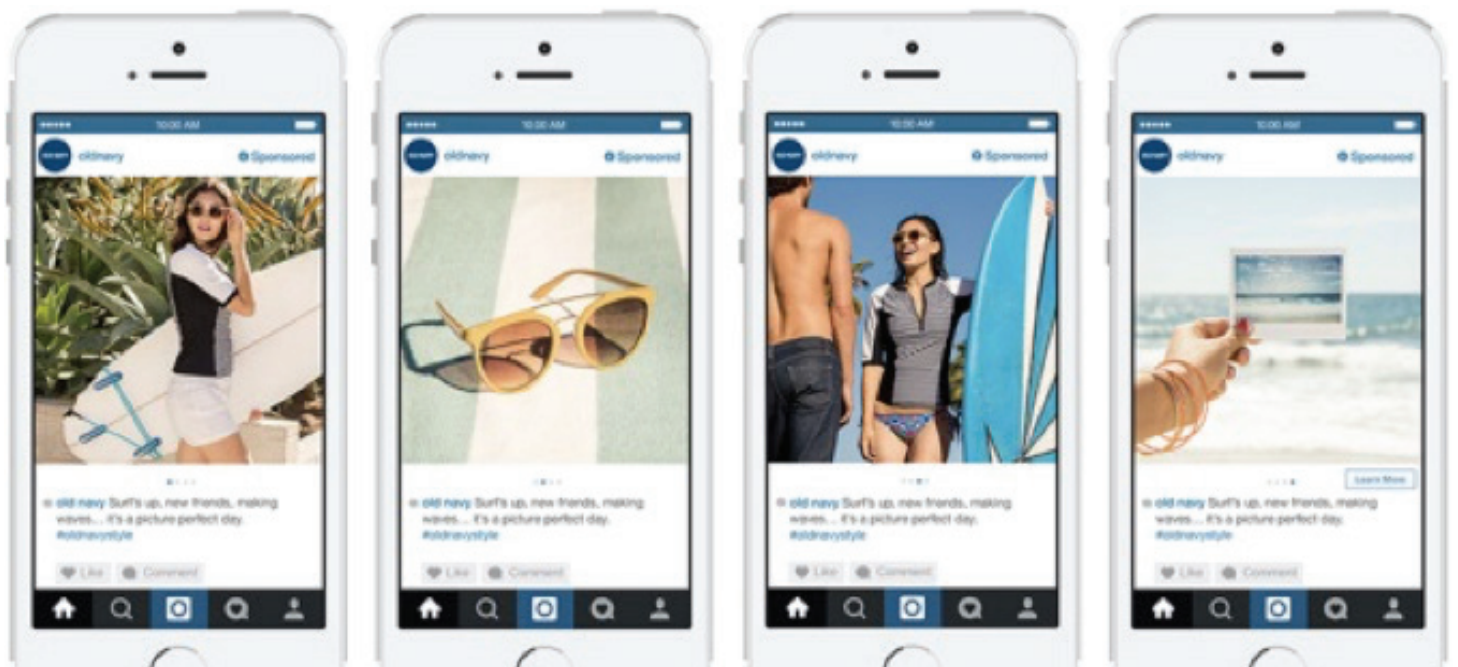 10:00 AM
oldnavy
Sponsored
old navy Surf's up, new friends, making
waves... it's a picture perfect day.
#oldnavystyle
Like Comment
10:00 AM
oldnavy
Sponsored
old navy Surf's up, new friends, making
waves... it's a picture perfect day.
#oldnavystyle
Like Comment
10:00 AM
oldnavy
Sponsored
old navy Surf's up, new friends, making
waves... it's a picture perfect day.
#oldnavystyle
Like Comment
10:00 AM
oldnavy
Sponsored
Learn More
old navy Surf's up, new friends, making
waves... it's a picture perfect day.
#oldnavystyle
Like Comment